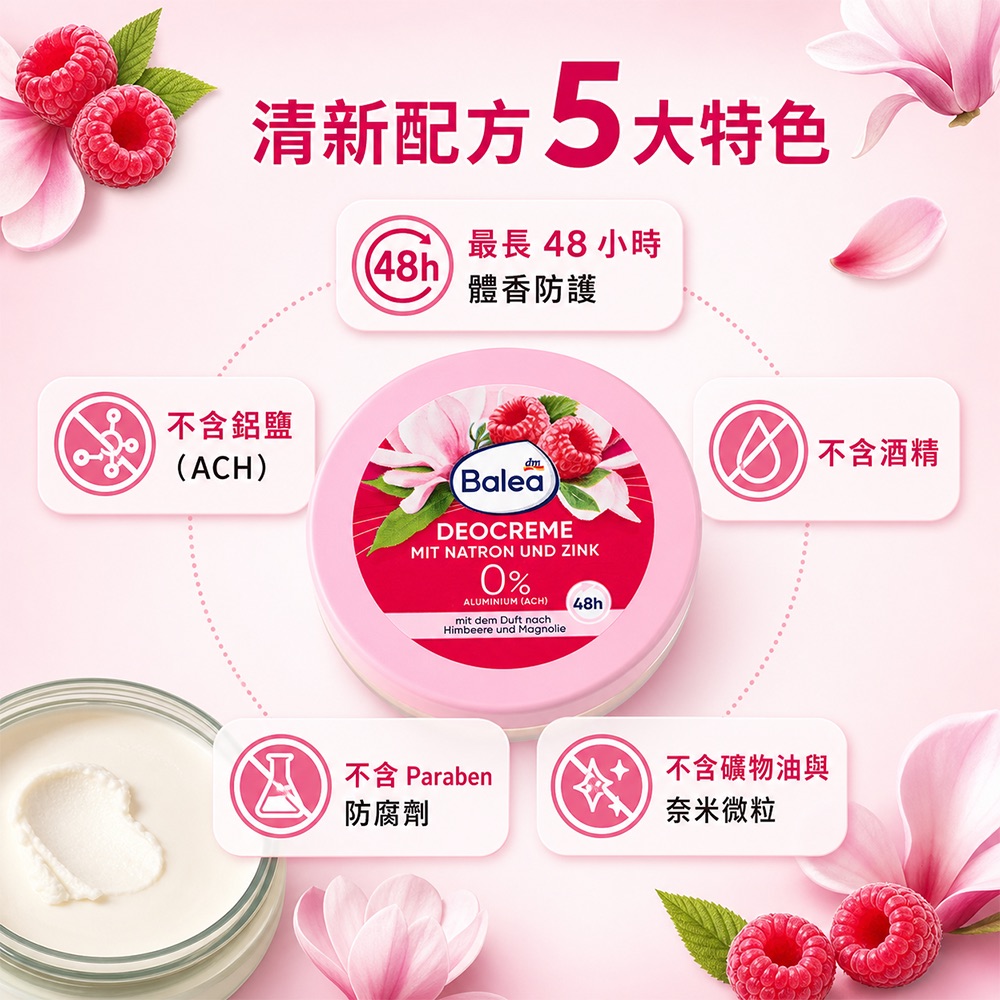 清新配方5大特色
48h
最長 48 小時
體香防護
不含鋁鹽
(ACH)
不含酒精
dm
Balea
DEOCREME
MIT NATRON UND ZINK
0%
ALUMINIUM (ACH)
48h
mit dem Duft nach
Himbeere und Magnolie
不含 Paraben
防腐劑
不含礦物油與
奈米微粒